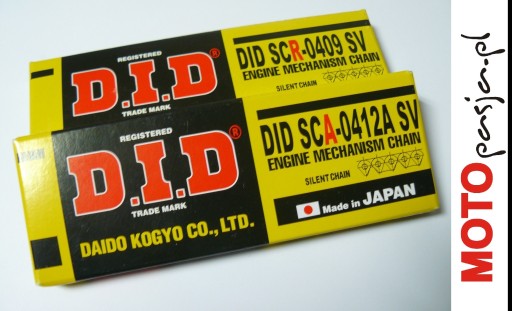 REGISTERED
D.I.D®
TRADE MARK
DID SCR-0409 SV
ENGINE MECHANISM CHAIN
SILENT CHAIN
REGISTERED
D.I.D®
TRADE MARK
DAIDO KOGYO CO., LTD.
DID SCA-0412A SV
ENGINE MECHANISM CHAIN
SILENT CHAIN
Made in JAPAN
MOTOpasja.pl